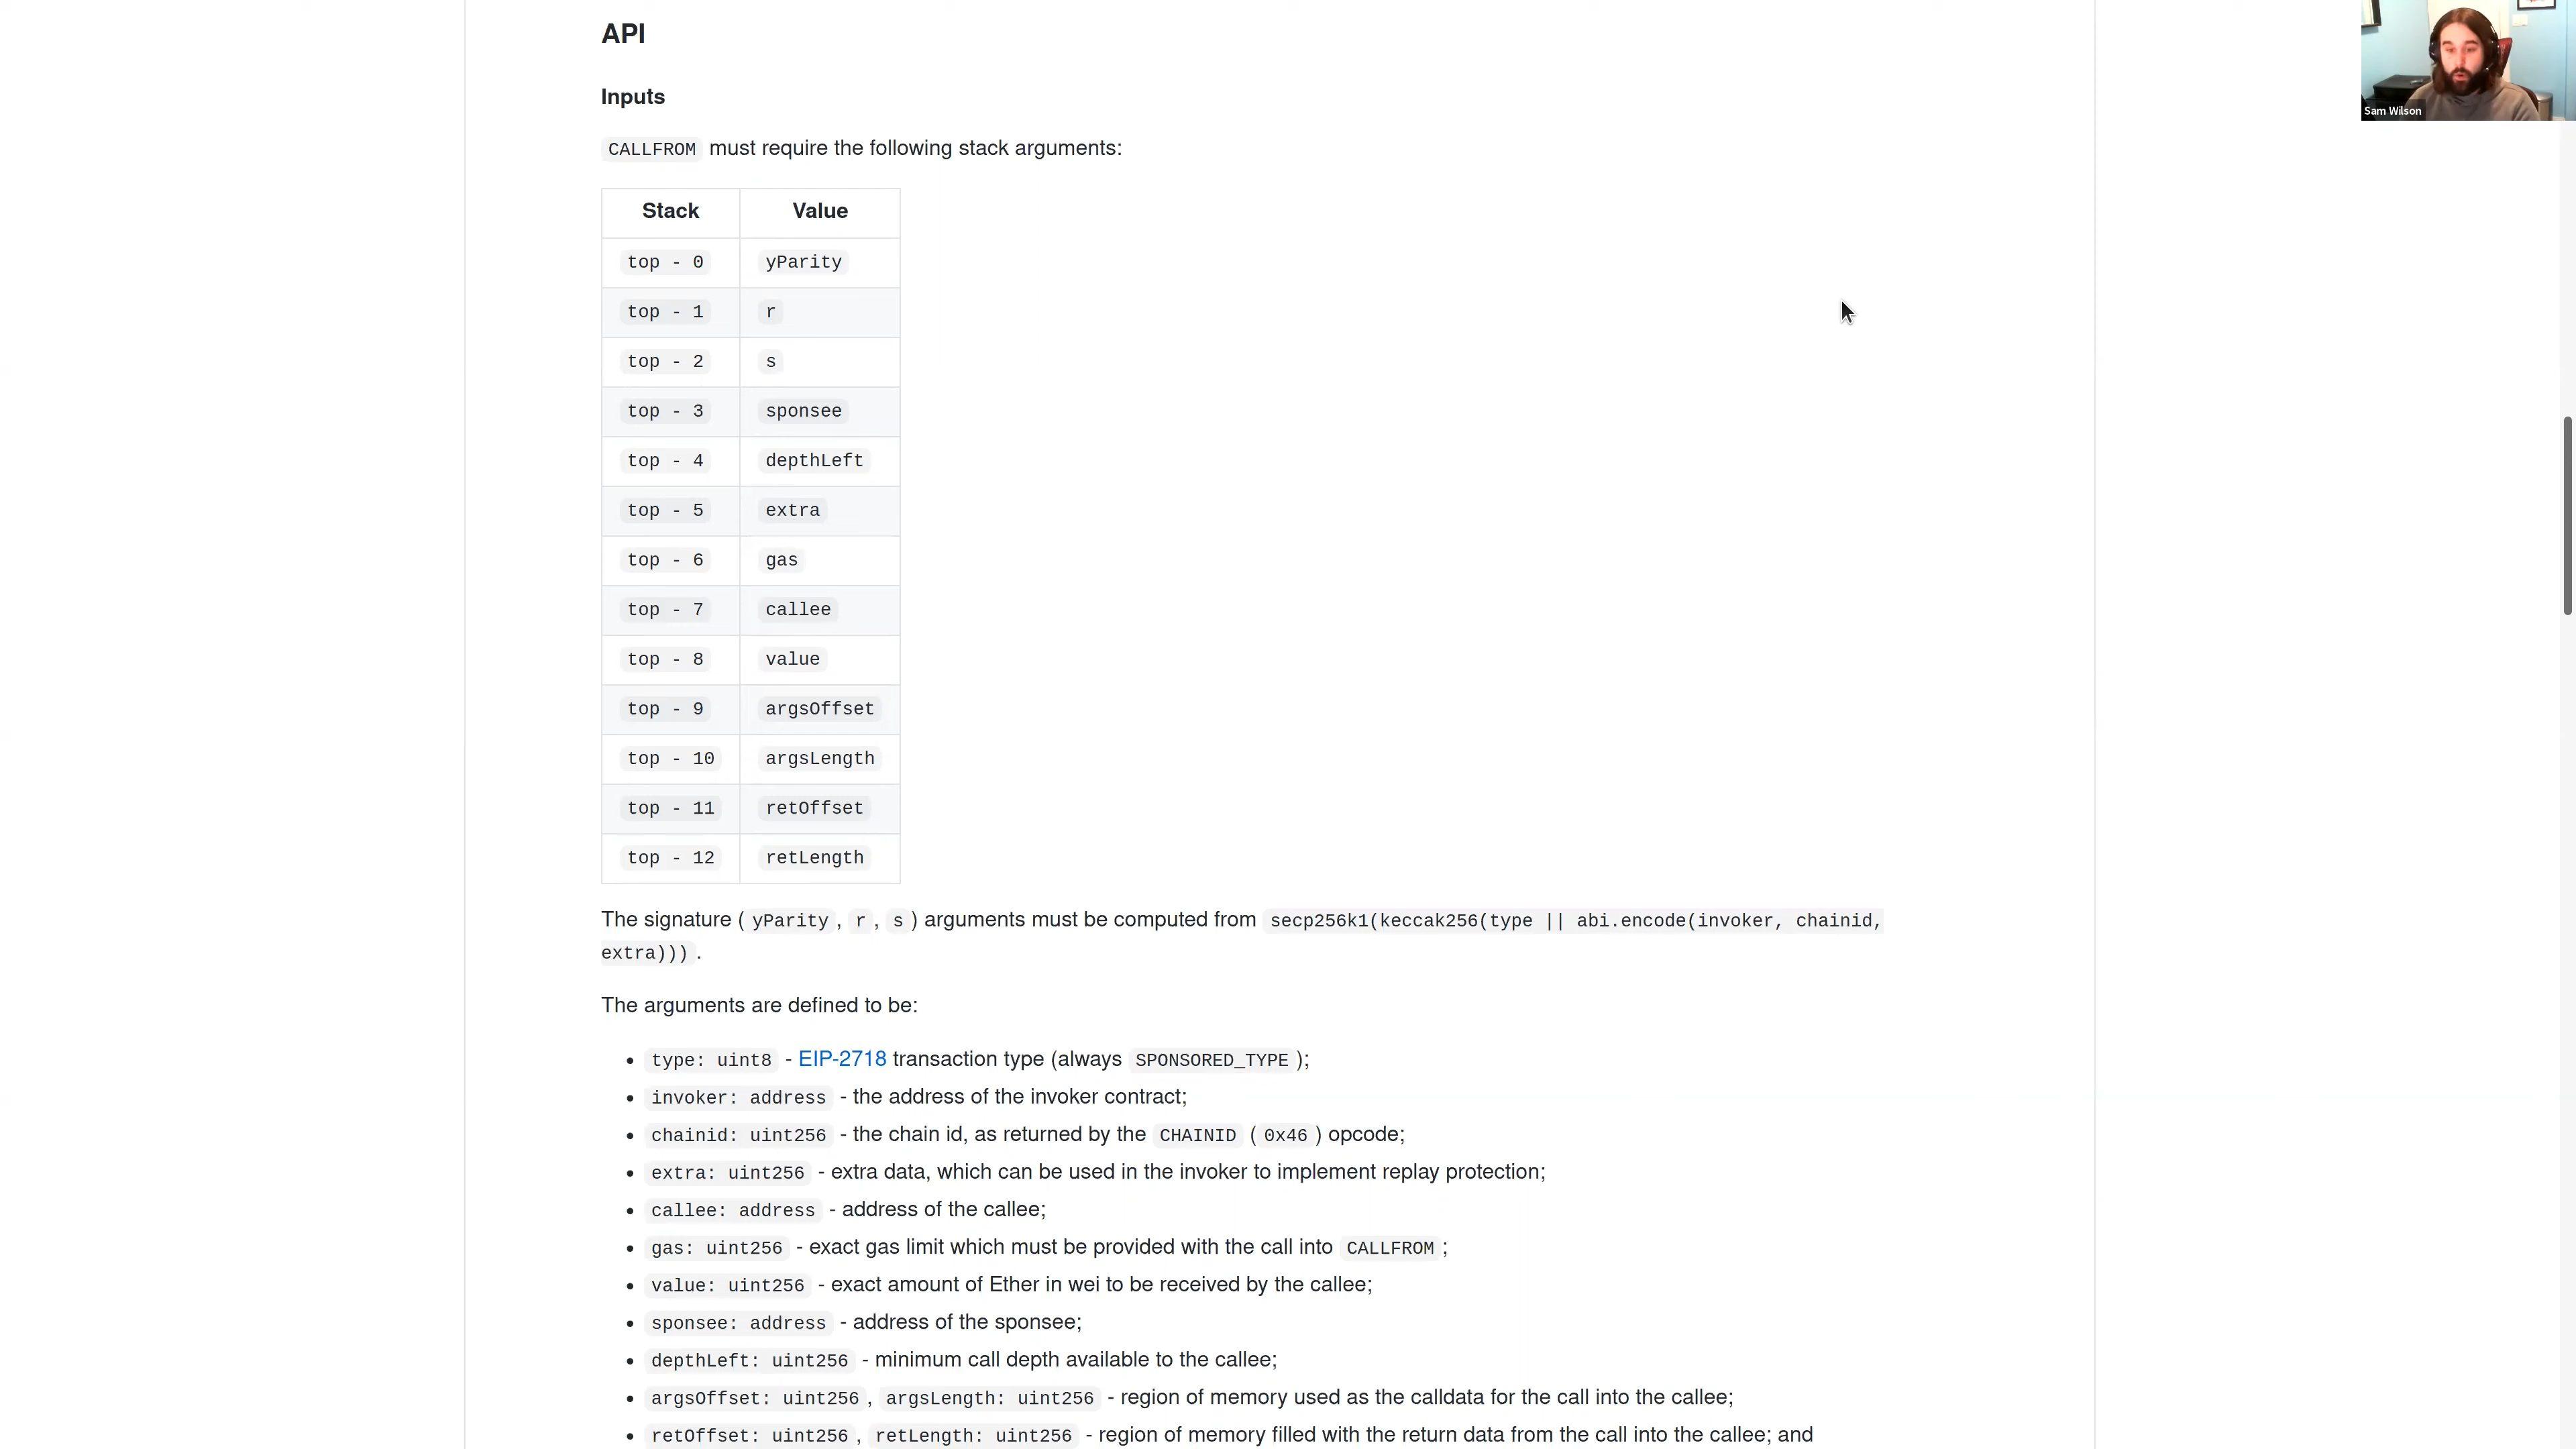 API
Inputs
CALLFROM must require the following stack arguments:
Stack Value
top - 0 yParity
top - 1 r
top - 2 s
top - 3 sponsee
top - 4 depthLeft
top - 5 extra
top - 6 gas
top - 7 callee
top - 8 value
top - 9 argsOffset
top - 10 argsLength
top - 11 retOffset
top - 12 retLength
The signature ( yParity , r , s ) arguments must be computed from secp256k1(keccak256(type || abi.encode(invoker, chainid,
extra))) .
The arguments are defined to be:
• type: uint8 - EIP-2718 transaction type (always SPONSORED_TYPE );
• invoker: address - the address of the invoker contract;
• chainid: uint256 - the chain id, as returned by the CHAINID ( 0x46 ) opcode;
• extra: uint256 - extra data, which can be used in the invoker to implement replay protection;
• callee: address - address of the callee;
• gas: uint256 - exact gas limit which must be provided with the call into CALLFROM ;
• value: uint256 - exact amount of Ether in wei to be received by the callee;
• sponsee: address - address of the sponsee;
• depthLeft: uint256 - minimum call depth available to the callee;
• argsOffset: uint256 , argsLength: uint256 - region of memory used as the calldata for the call into the callee;
• retOffset: uint256 , retLength: uint256 - region of memory filled with the return data from the call into the callee; and
Sam Wilson